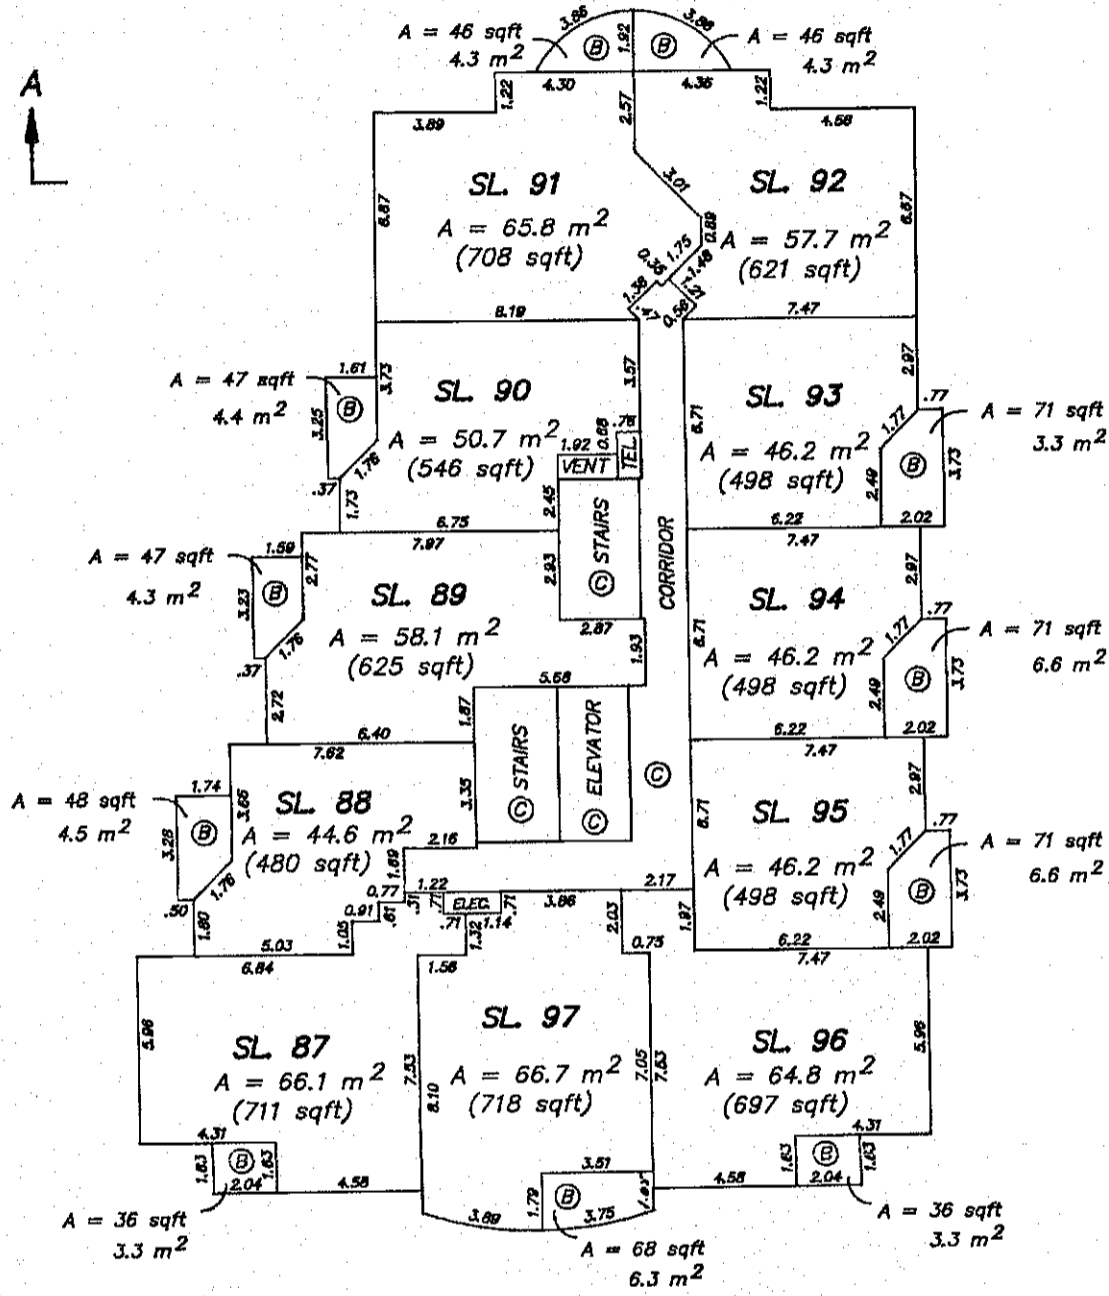 3.86
3.86
A = 46 sqft
4.3 m²
B
1.92
B
A = 46 sqft
4.3 m²
A
4.30
4.36
1.22
1.22
3.89
2.57
4.58
SL. 91
A = 65.8 m²
(708 sqft)
6.87
3.01
0.89
SL. 92
A = 57.7 m²
(621 sqft)
6.87
1.75
1.48
1.38
.47
0.58
8.19
7.47
1.61
3.73
A = 47 sqft
4.4 m²
B
3.25
1.76
.37
1.73
SL. 90
A = 50.7 m²
(546 sqft)
3.57
.76
0.68
1.92
VENT
TEL
2.45
6.71
SL. 93
A = 46.2 m²
(498 sqft)
2.97
.77
1.77
A = 71 sqft
3.3 m²
B
2.49
3.73
6.22
2.02
7.47
6.75
7.97
1.59
2.77
A = 47 sqft
4.3 m²
B
3.23
1.76
.37
2.72
SL. 89
A = 58.1 m²
(625 sqft)
2.93
STAIRS
C
CORRIDOR
2.87
1.93
5.68
1.87
6.71
SL. 94
A = 46.2 m²
(498 sqft)
2.97
.77
1.77
A = 71 sqft
6.6 m²
B
2.49
3.73
6.22
2.02
7.47
6.40
7.62
1.74
3.66
A = 48 sqft
4.5 m²
B
3.28
1.76
.50
1.80
SL. 88
A = 44.6 m²
(480 sqft)
3.35
STAIRS
C
ELEVATOR
C
C
2.16
1.69
6.71
SL. 95
A = 46.2 m²
(498 sqft)
2.97
.77
1.77
A = 71 sqft
6.6 m²
B
2.49
3.73
6.22
2.02
7.47
0.77
1.22
.31
.71
ELEC.
.71
3.86
2.17
0.91
.61
.71
1.14
1.32
2.03
1.97
1.05
5.03
6.84
1.56
0.75
5.96
SL. 87
A = 66.1 m²
(711 sqft)
7.53
8.10
SL. 97
A = 66.7 m²
(718 sqft)
7.05
7.53
SL. 96
A = 64.8 m²
(697 sqft)
5.96
4.31
1.63
B
1.63
2.04
4.58
A = 36 sqft
3.3 m²
3.51
1.79
B
3.89
3.75
A = 68 sqft
6.3 m²
4.58
4.31
1.63
B
1.63
2.04
A = 36 sqft
3.3 m²